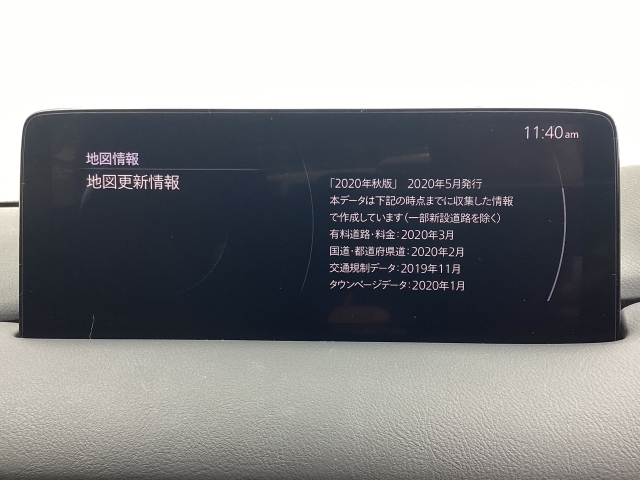 11:40am
地図情報
地図更新情報
「2020年秋版」 2020年5月発行
本データは下記の時点までに収集した情報
で作成しています(一部新設道路を除く)
有料道路・料金:2020年3月
国道・都道府県道:2020年2月
交通規制データ:2019年11月
タウンページデータ:2020年1月